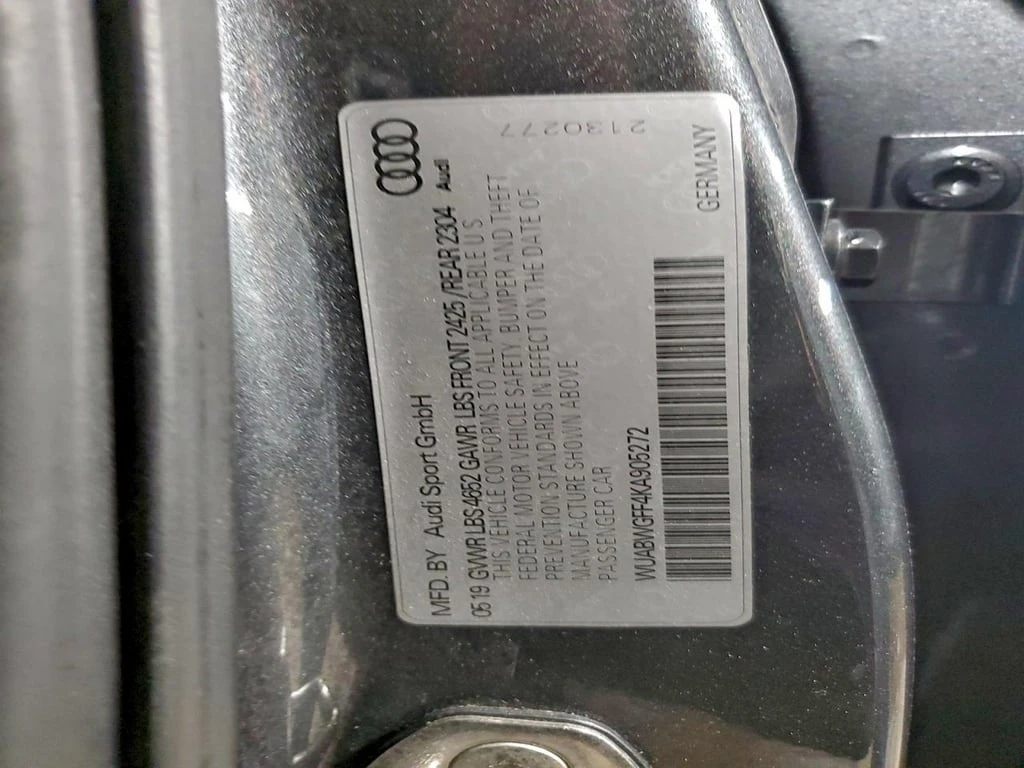 MFD. BY Audi Sport GmbH
05 19 GVWR LBS 4652 GAWR LBS FRONT 2425 /REAR 2304
Audi
THIS VEHICLE CONFORMS TO ALL APPLICABLE U S
FEDERAL MOTOR VEHICLE SAFETY BUMPER AND THEFT
PREVENTION STANDARDS IN EFFECT ON THE DATE OF
MANUFACTURE SHOWN ABOVE
PASSENGER CAR
WUABWGFF4KA905272
GERMANY
2130277